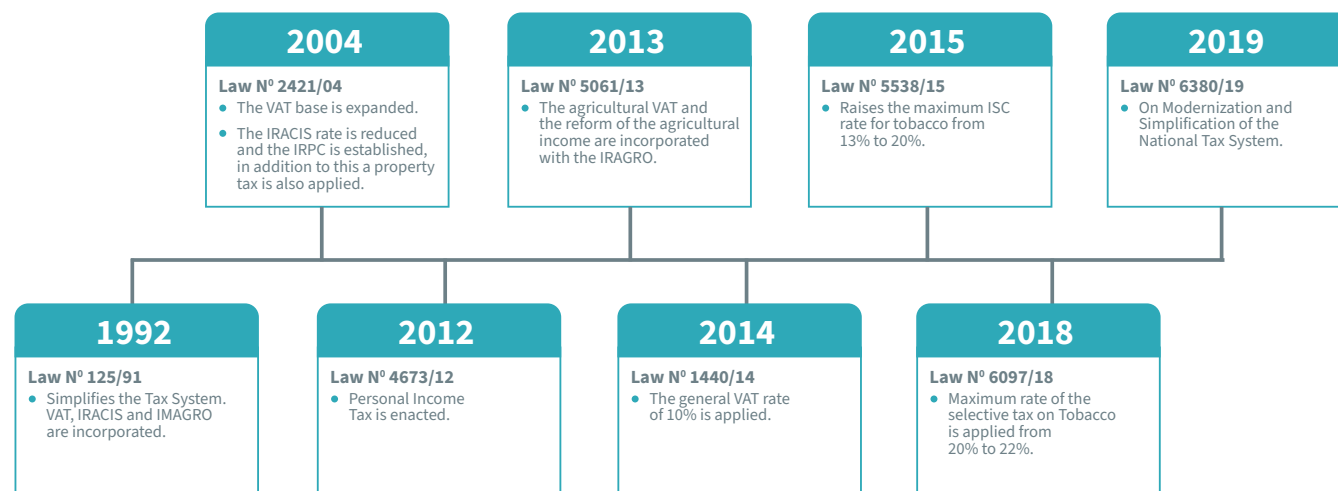 2004
Law Nº 2421/04
● The VAT base is expanded.
● The IRACIS rate is reduced
and the IRPC is established,
in addition to this a property
tax is also applied.
2013
Law Nº 5061/13
● The agricultural VAT and
the reform of the agricultural
income are incorporated
with the IRAGRO.
2015
Law Nº 5538/15
● Raises the maximum ISC
rate for tobacco from
13% to 20%.
2019
Law Nº 6380/19
● On Modernization and
Simplification of the
National Tax System.
1992
Law Nº 125/91
● Simplifies the Tax System.
VAT, IRACIS and IMAGRO
are incorporated.
2012
Law Nº 4673/12
● Personal Income
Tax is enacted.
2014
Law Nº 1440/14
● The general VAT rate
of 10% is applied.
2018
Law Nº 6097/18
● Maximum rate of the
selective tax on Tobacco
is applied from
20% to 22%.